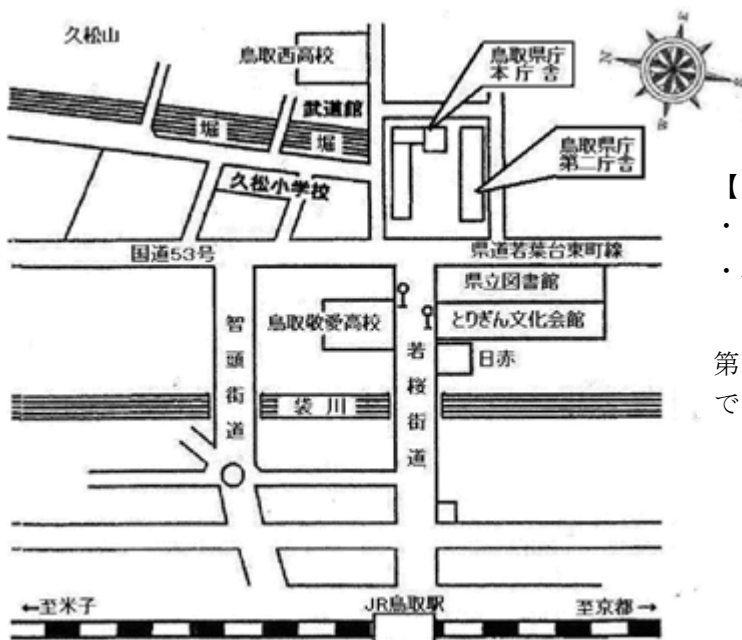 久松山
鳥取西高校
鳥取県庁
本庁舎
N
E
武道館
堀
堀
鳥取県庁
第二庁舎
久松小学校
【
・
・
国道53号
県道若葉台東町線
県立図書館
智頭街道
鳥取敬愛高校
若桜街道
とりぎん文化会館
日赤
第
で
袋川
←至米子
JR鳥取駅
至京都→